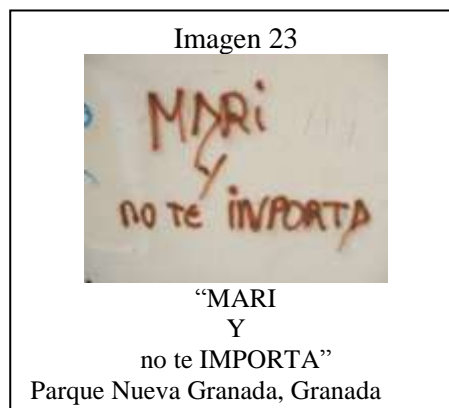 Imagen 23
MARi
y
no te iNPORTA
“MARI
Y
no te IMPORTA”
Parque Nueva Granada, Granada